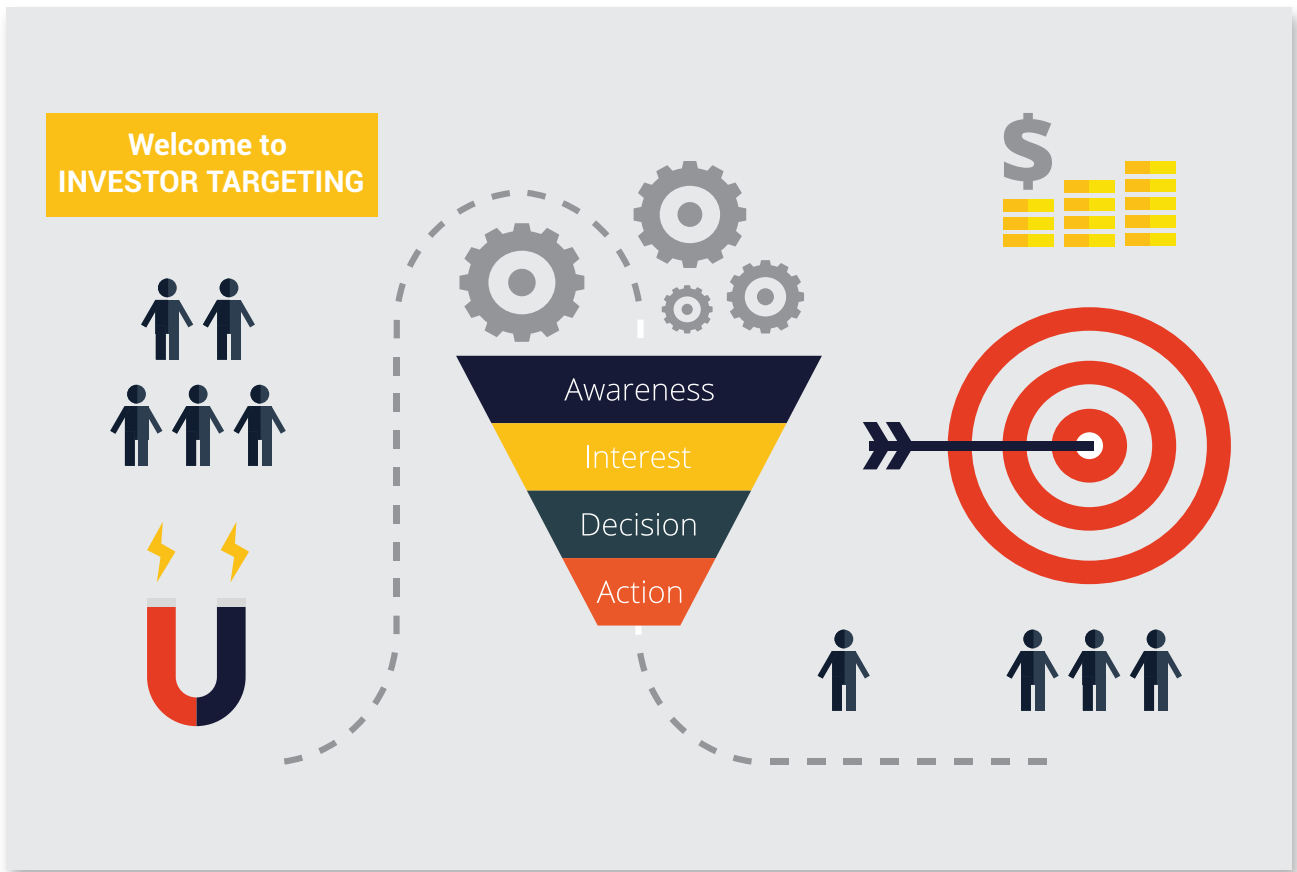 Welcome to
INVESTOR TARGETING
$
Awareness
Interest
Decision
Action